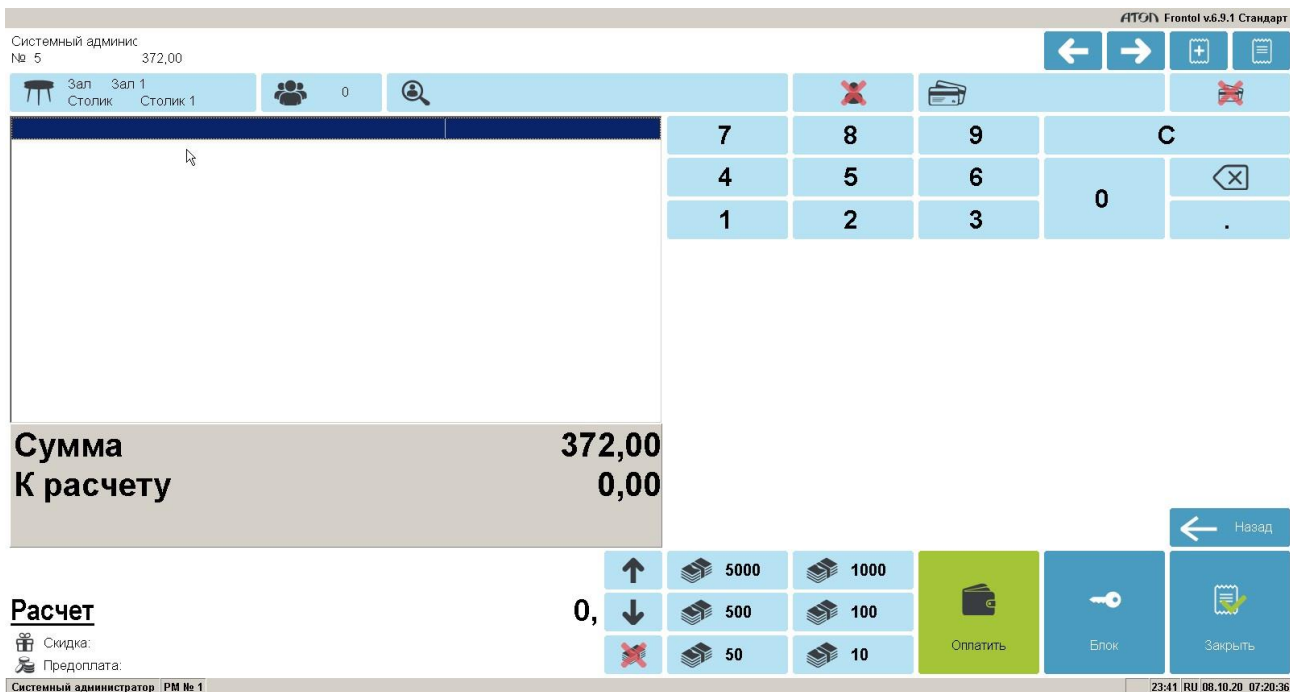 ATOL Frontol v.6.9.1 Стандарт
Системный админис
№ 5 372,00
Зал Зал 1
Столик Столик 1
0
7 8 9 C
4 5 6
0
1 2 3 .
Сумма 372,00
К расчету 0,00
Назад
5000 1000
Расчет 0,
500 100
Скидка:
Предоплата:
50 10
Оплатить
Блок
Закрыть
Системный администратор РМ № 1
23:41 RU 08.10.20 07:20:36